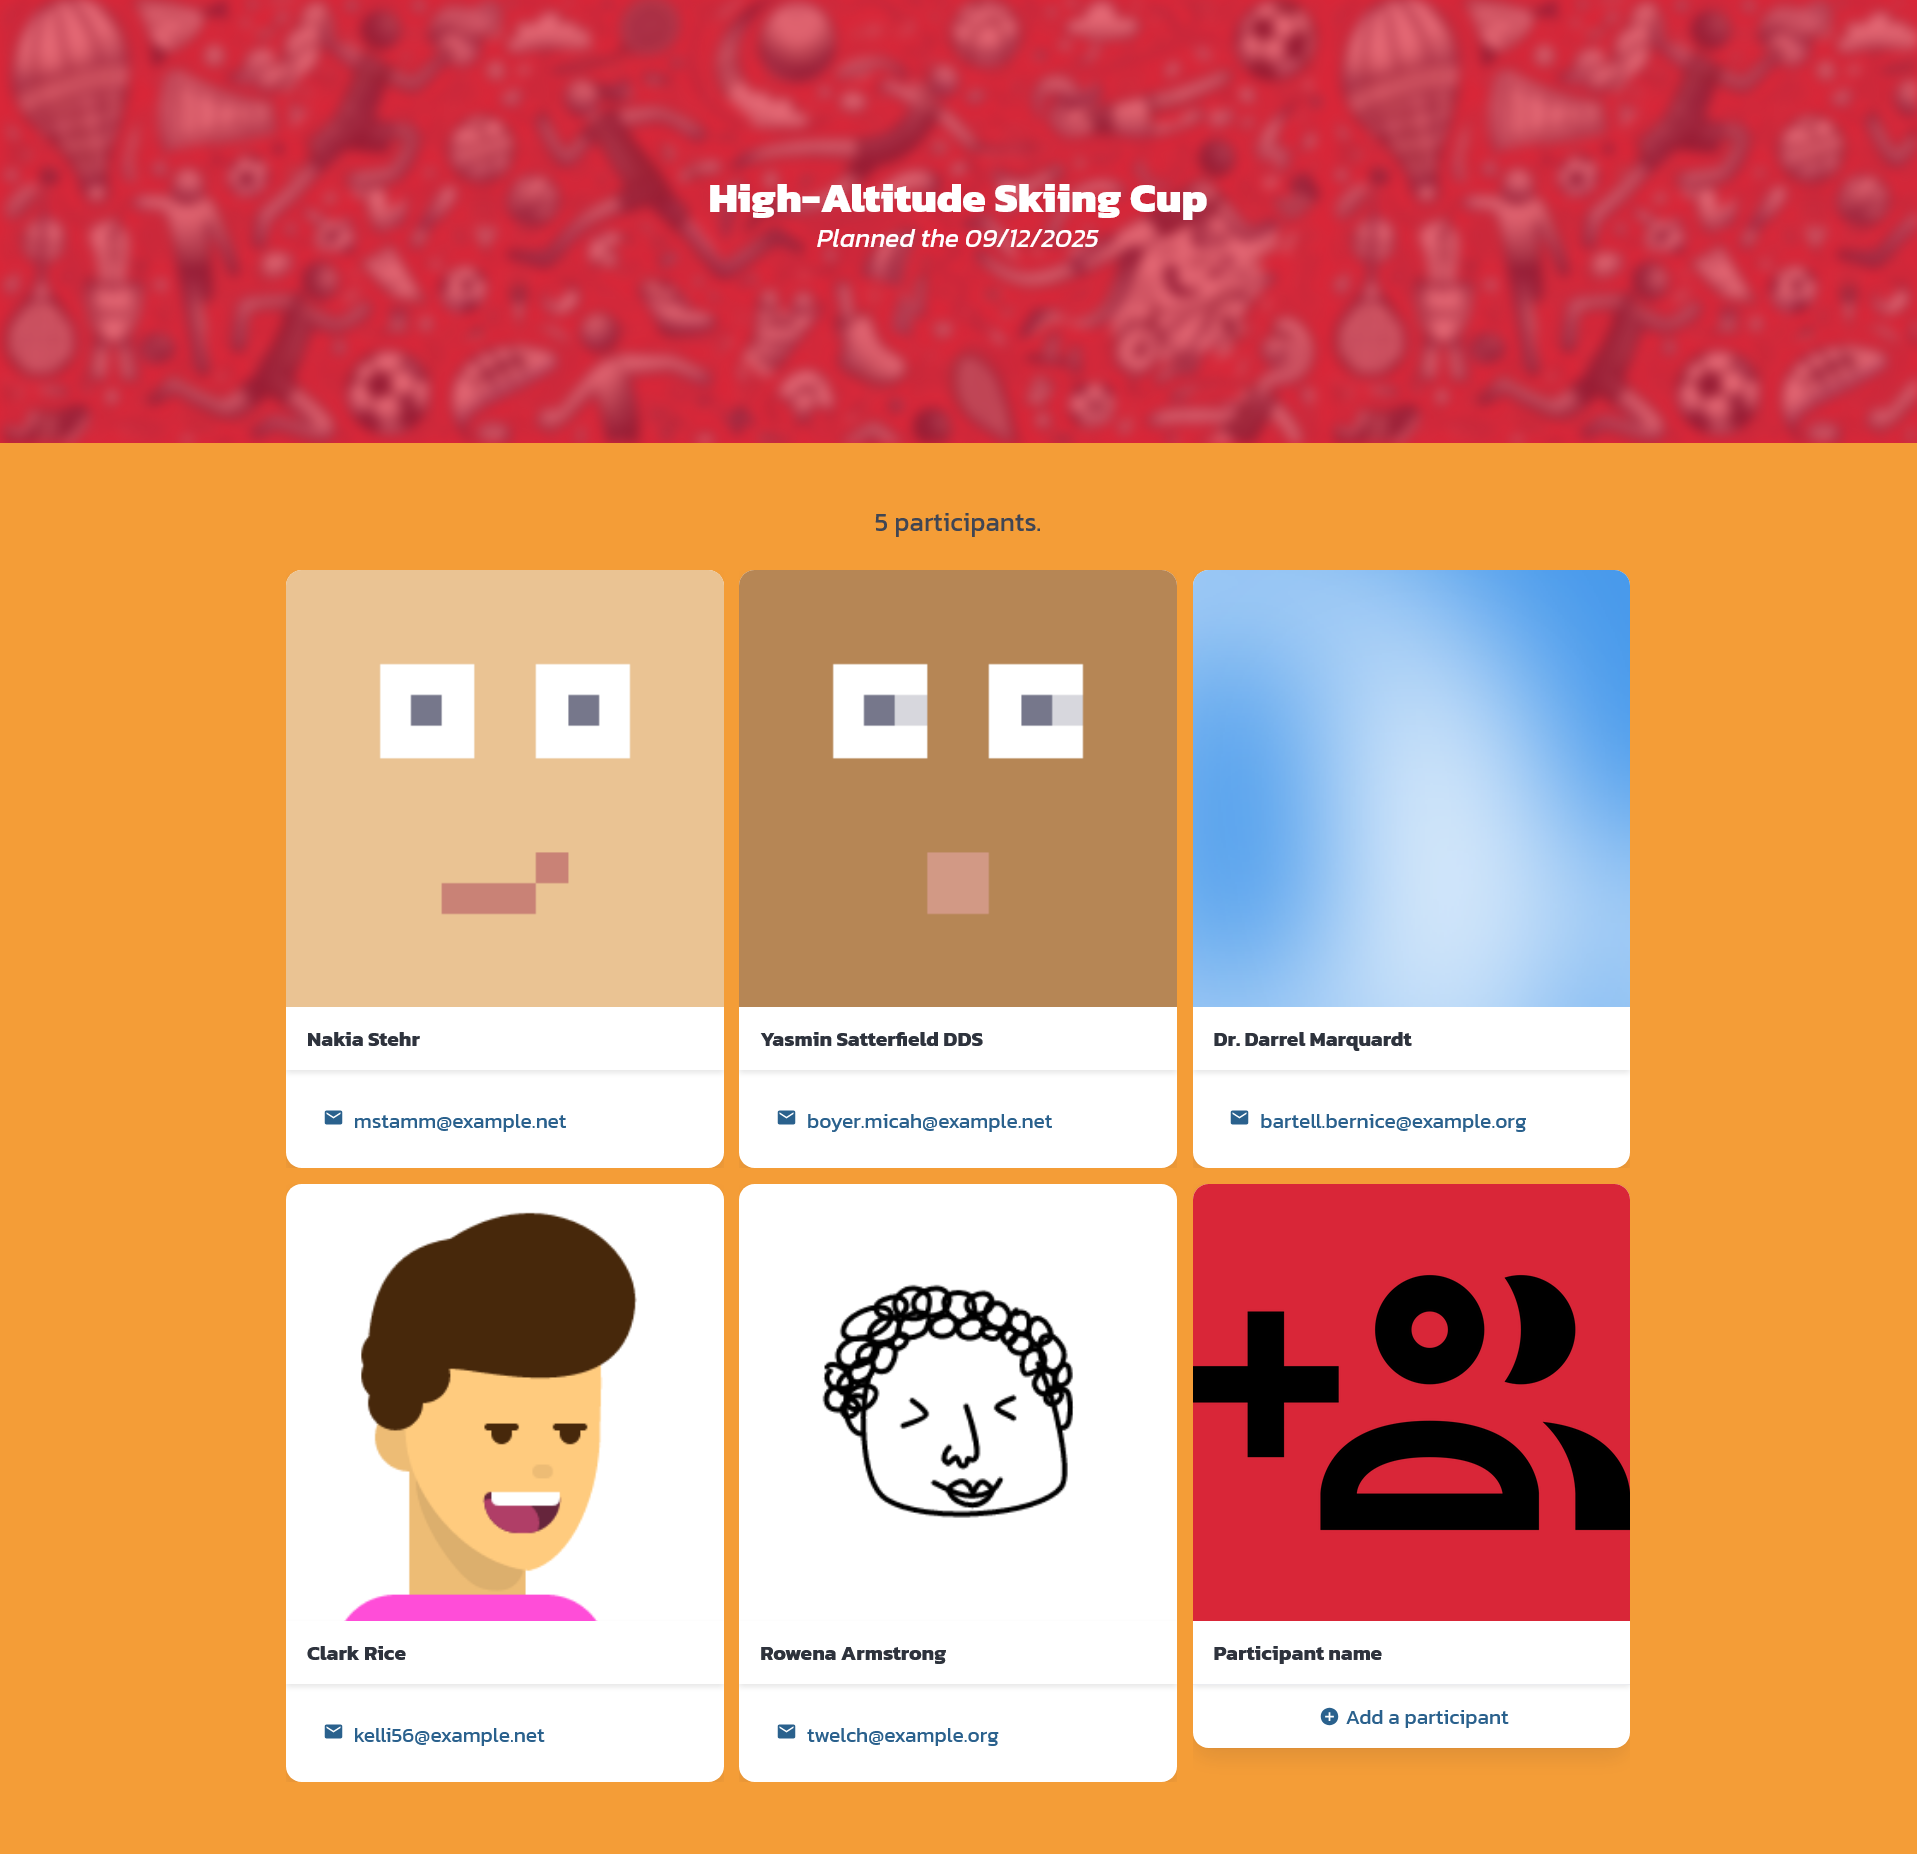 High-Altitude Skiing Cup
Planned the 09/12/2025
5 participants.
Nakia Stehr
mstamm@example.net
Yasmin Satterfield DDS
boyer.micah@example.net
Dr. Darrel Marquardt
bartell.bernice@example.org
Clark Rice
kelli56@example.net
Rowena Armstrong
twelch@example.org
Participant name
Add a participant